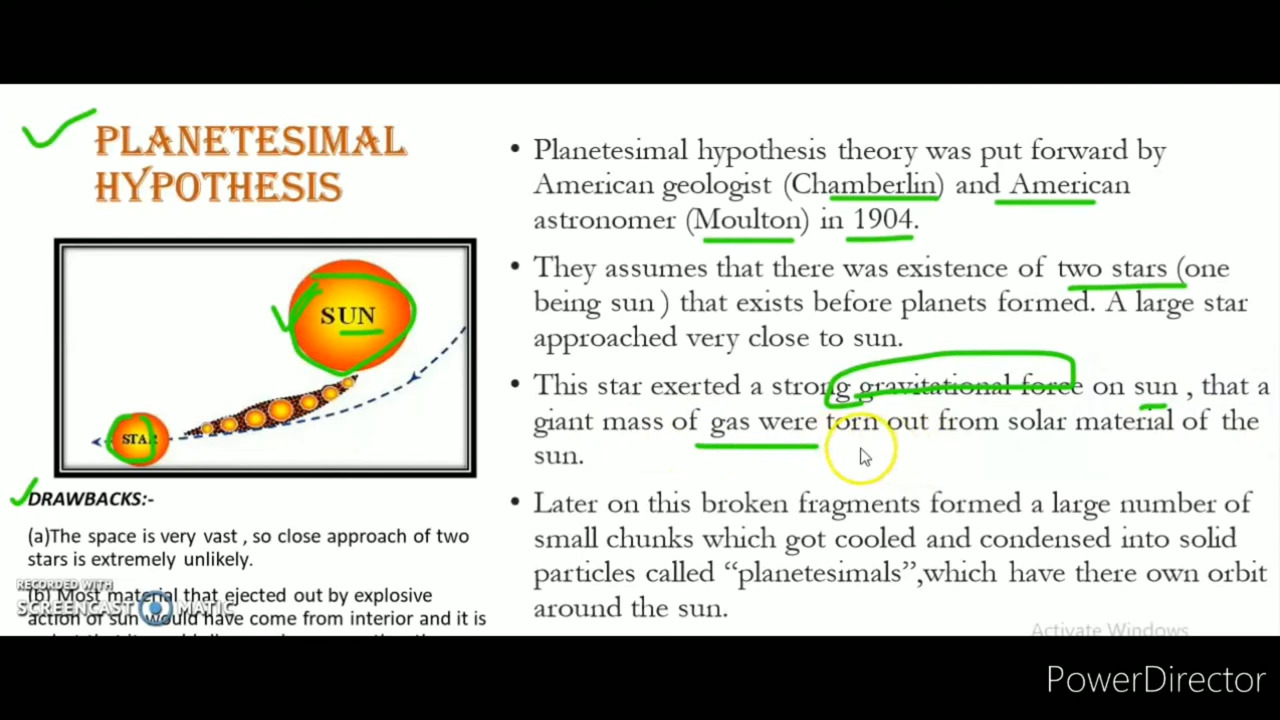 PLANETESIMAL
HYPOTHESIS
SUN
STAR
DRAWBACKS:-
(a)The space is very vast , so close approach of two
stars is extremely unlikely.
(b) Most material that ejected out by explosive
action of sun would have come from interior and it is
• Planetesimal hypothesis theory was put forward by
American geologist (Chamberlin) and American
astronomer (Moulton) in 1904.
• They assumes that there was existence of two stars (one
being sun ) that exists before planets formed. A large star
approached very close to sun.
• This star exerted a strong gravitational force on sun , that a
giant mass of gas were torn out from solar material of the
sun.
• Later on this broken fragments formed a large number of
small chunks which got cooled and condensed into solid
particles called “planetesimals”,which have there own orbit
around the sun.
RECORDED WITH
SCREENCAST MATIC
Activate Windows
PowerDirector